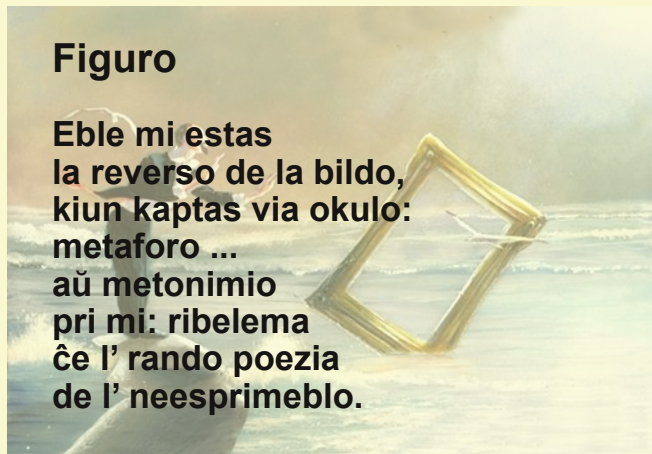 Figuro
Eble mi estas
la reverso de la bildo,
kiun kaptas via okulo:
metaforo ...
aŭ metonimio
pri mi: ribelema
ĉe l’ rando poezia
de l’ neesprimeblo.